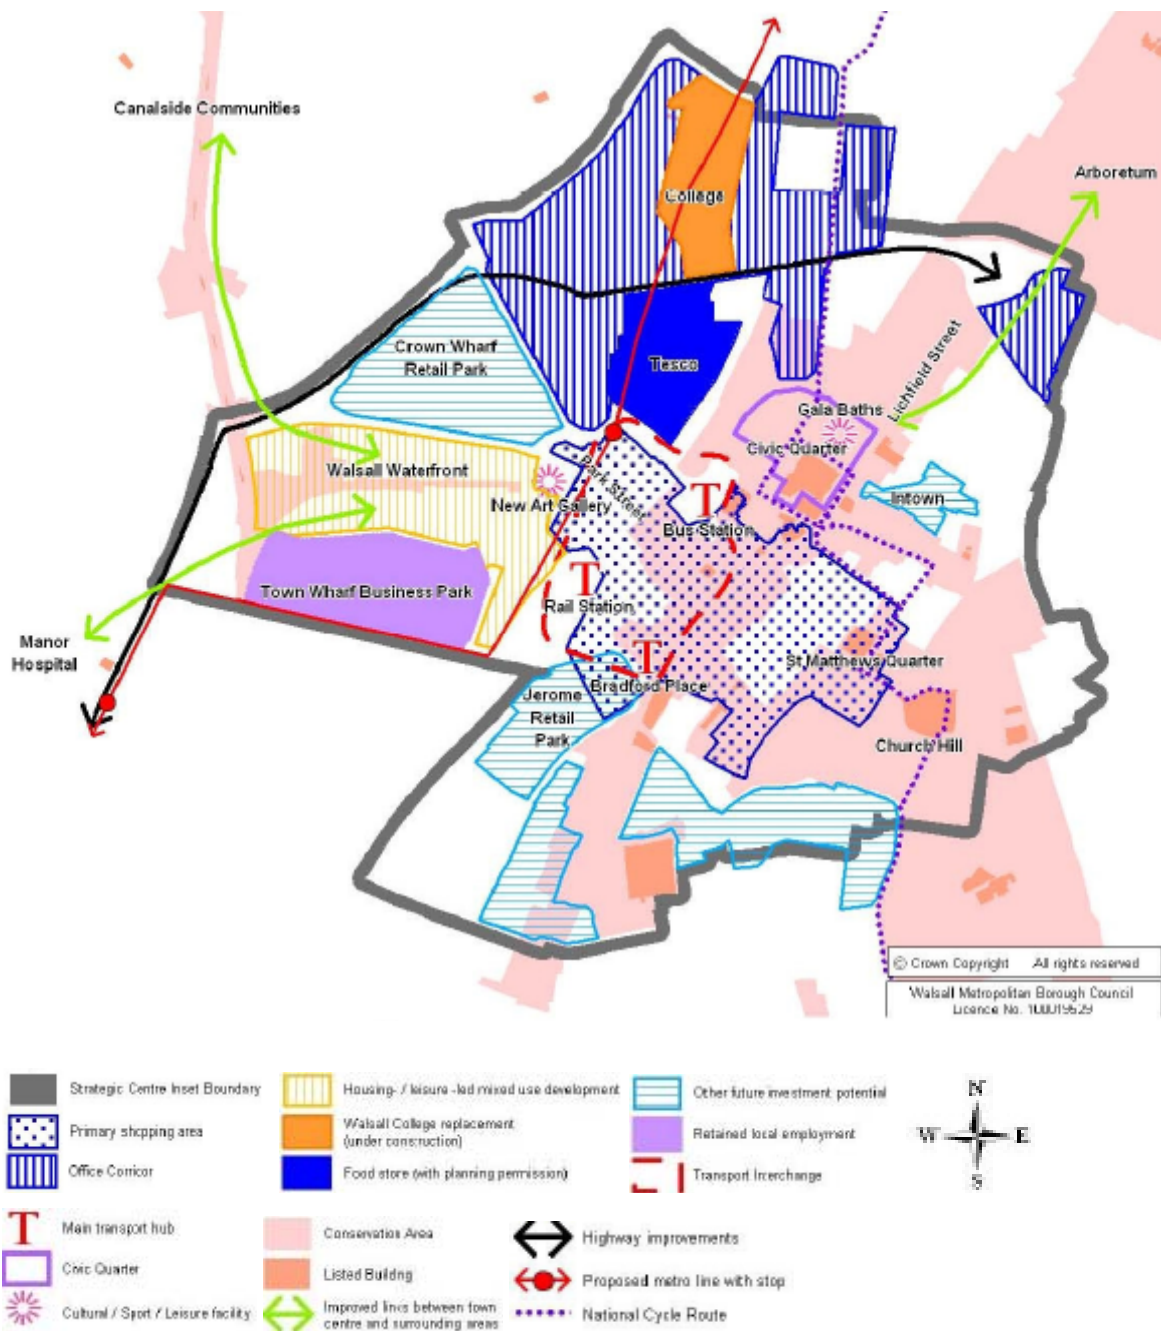 Canalside Communities
Arboretum
College
Lichfield Street
Crown Wharf
Retail Park
Tesco
Gala Baths
Civic Quarter
Walsall Waterfront
Park Street
New Art Gallery
Intown
T
Bus Station
Town Wharf Business Park
T
Rail Station
Manor
Hospital
T
St Matthews Quarter
Bradford Place
Jerome
Retail
Park
Church Hill
© Crown Copyright All rights reserved
Walsall Metropolitan Borough Council
Licence No. 100019529
Strategic Centre Inset Boundary
Primary shopping area
Office Corricor
Housing- / leisure -led mixed use development
Walsall College replacement
(under construction)
Food store (with planning permission)
Other future investment potential
Retained local employment
Transport Interchange
N
W E
S
T Main transport hub
Civic Quarter
Cultural / Sport / Leisure facility
Conservation Area
Listed Building
Improved links between town
centre and surrounding areas
Highway improvements
Proposed metro line with stop
National Cycle Route